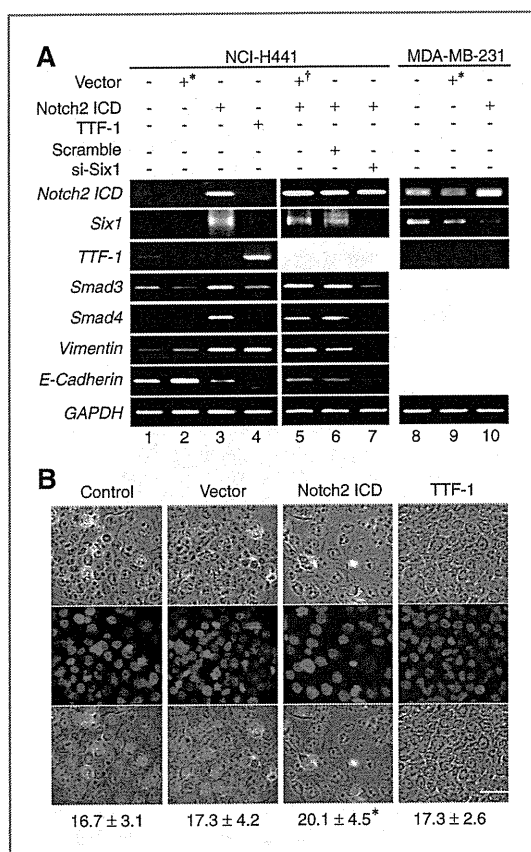 A
NCI-H441
MDA-MB-231
Vector - +* - - +† - - - +* -
Notch2 ICD - - + - + + + - - +
TTF-1 - - - + - - - - - -
Scramble - - - - - + - - - -
si-Six1 - - - - - - + - - -
Notch2 ICD
Six1
TTF-1
Smad3
Smad4
Vimentin
E-Cadherin
GAPDH
1 2 3 4 5 6 7 8 9 10
B
Control Vector Notch2 ICD TTF-1
16.7 ± 3.1 17.3 ± 4.2 20.1 ± 4.5* 17.3 ± 2.6